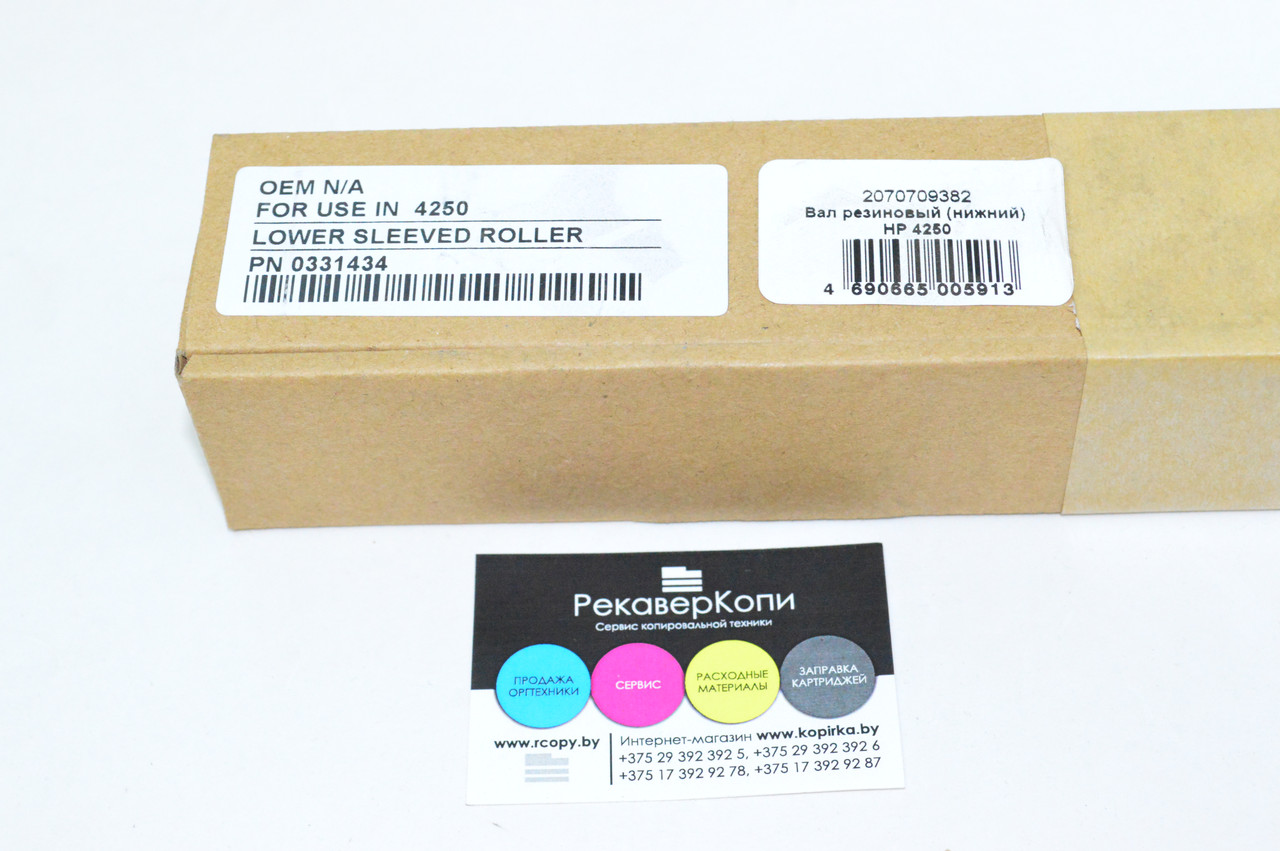 OEM N/A
FOR USE IN 4250
LOWER SLEEVED ROLLER
PN 0331434
2070709382
Вал резиновый (нижний)
HP 4250
4 690665 005913
РекаверКопи
Сервис копировальной техники
ПРОДАЖА
ОРГТЕХНИКИ
СЕРВИС
РАСХОДНЫЕ
МАТЕРИАЛЫ
ЗАПРАВКА
КАРТРИДЖЕЙ
www.rcopy.by
Интернет-магазин www.kopirka.by
+375 29 392 392 5, +375 29 392 392 6
+375 17 392 92 78, +375 17 392 92 87